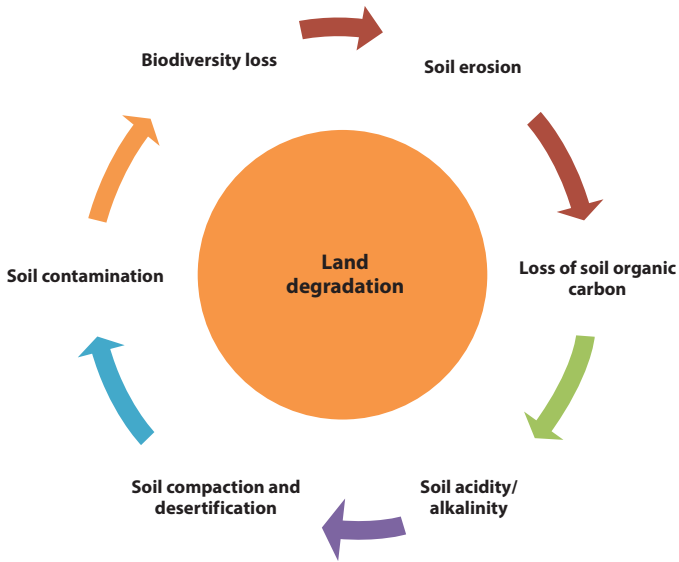 Biodiversity loss
Soil erosion
Land
degradation
Loss of soil organic
carbon
Soil acidity/
alkalinity
Soil compaction and
desertification
Soil contamination